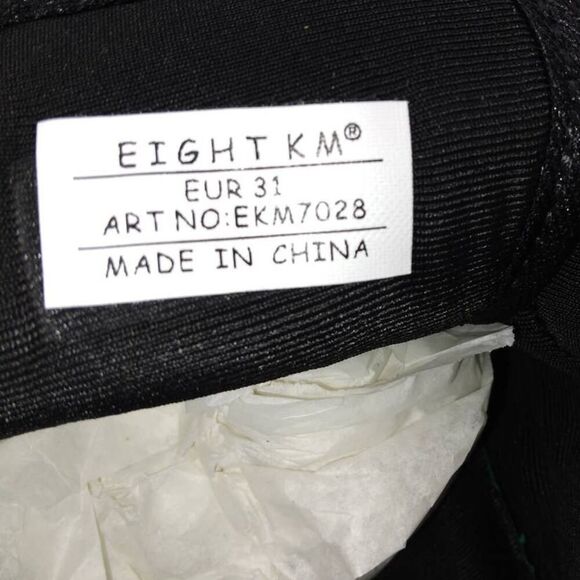 EIGHT KM®
EUR 31
ART NO:EKM7028
MADE IN CHINA